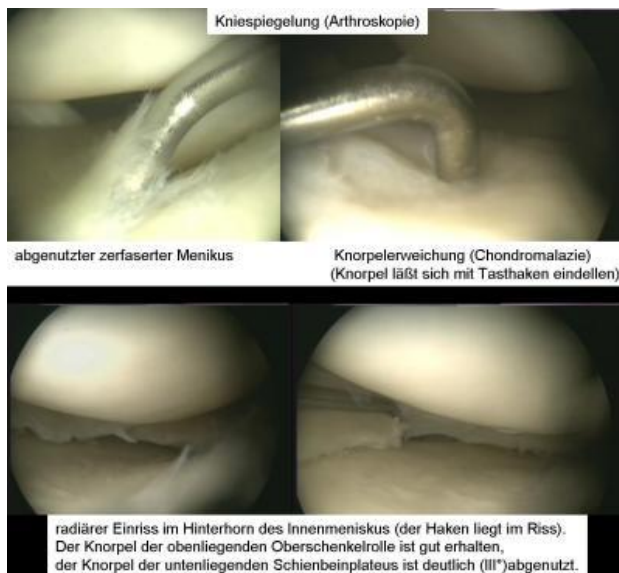 Kniespiegelung (Arthroskopie)
abgenutzter zerfaserter Menikus
Knorpelerweichung (Chondromalazie)
(Knorpel läßt sich mit Tasthaken eindellen)
radiärer Einriss im Hinterhorn des Innenmeniskus (der Haken liegt im Riss).
Der Knorpel der obenliegenden Oberschenkelrolle ist gut erhalten,
der Knorpel der untenliegenden Schienbeinplateus ist deutlich (III°)abgenutzt.